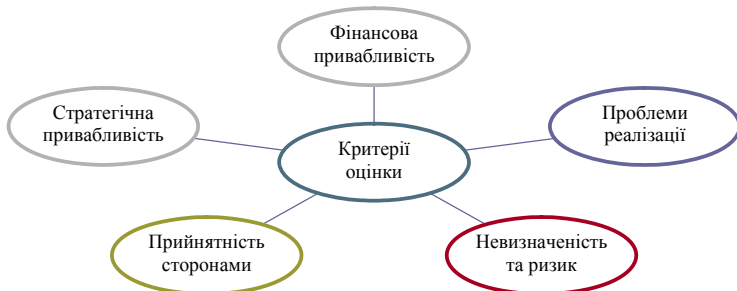 Фінансова
привабливість
Стратегічна
привабливість
Проблеми
реалізації
Критерії
оцінки
Прийнятність
сторонами
Невизначеність
та ризик